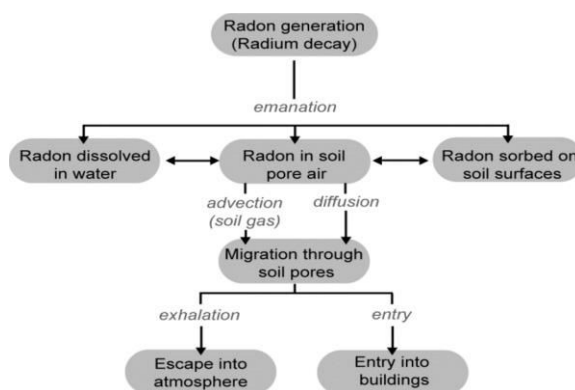 Radon generation
(Radium decay)
emanation
Radon dissolved
in water
Radon in soil
pore air
Radon sorbed on
soil surfaces
advection
(soil gas)
diffusion
Migration through
soil pores
exhalation
entry
Escape into
atmosphere
Entry into
buildings